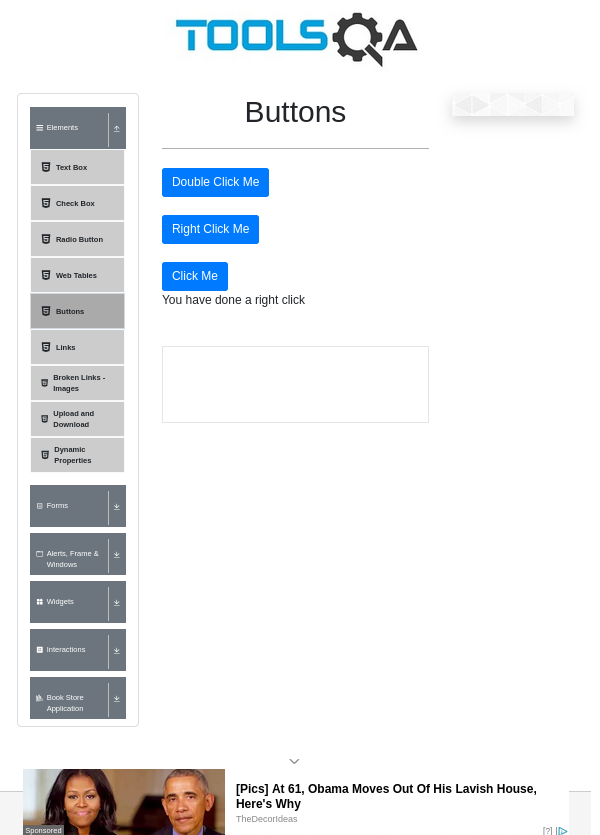 TOOLSQA
Buttons
Elements
Text Box
Check Box
Radio Button
Web Tables
Buttons
Links
Broken Links -
Images
Upload and
Download
Dynamic
Properties
Forms
Alerts, Frame &
Windows
Widgets
Interactions
Book Store
Application
Double Click Me
Right Click Me
Click Me
You have done a right click
[Pics] At 61, Obama Moves Out Of His Lavish House,
Here's Why
TheDecorIdeas
Sponsored
[?]